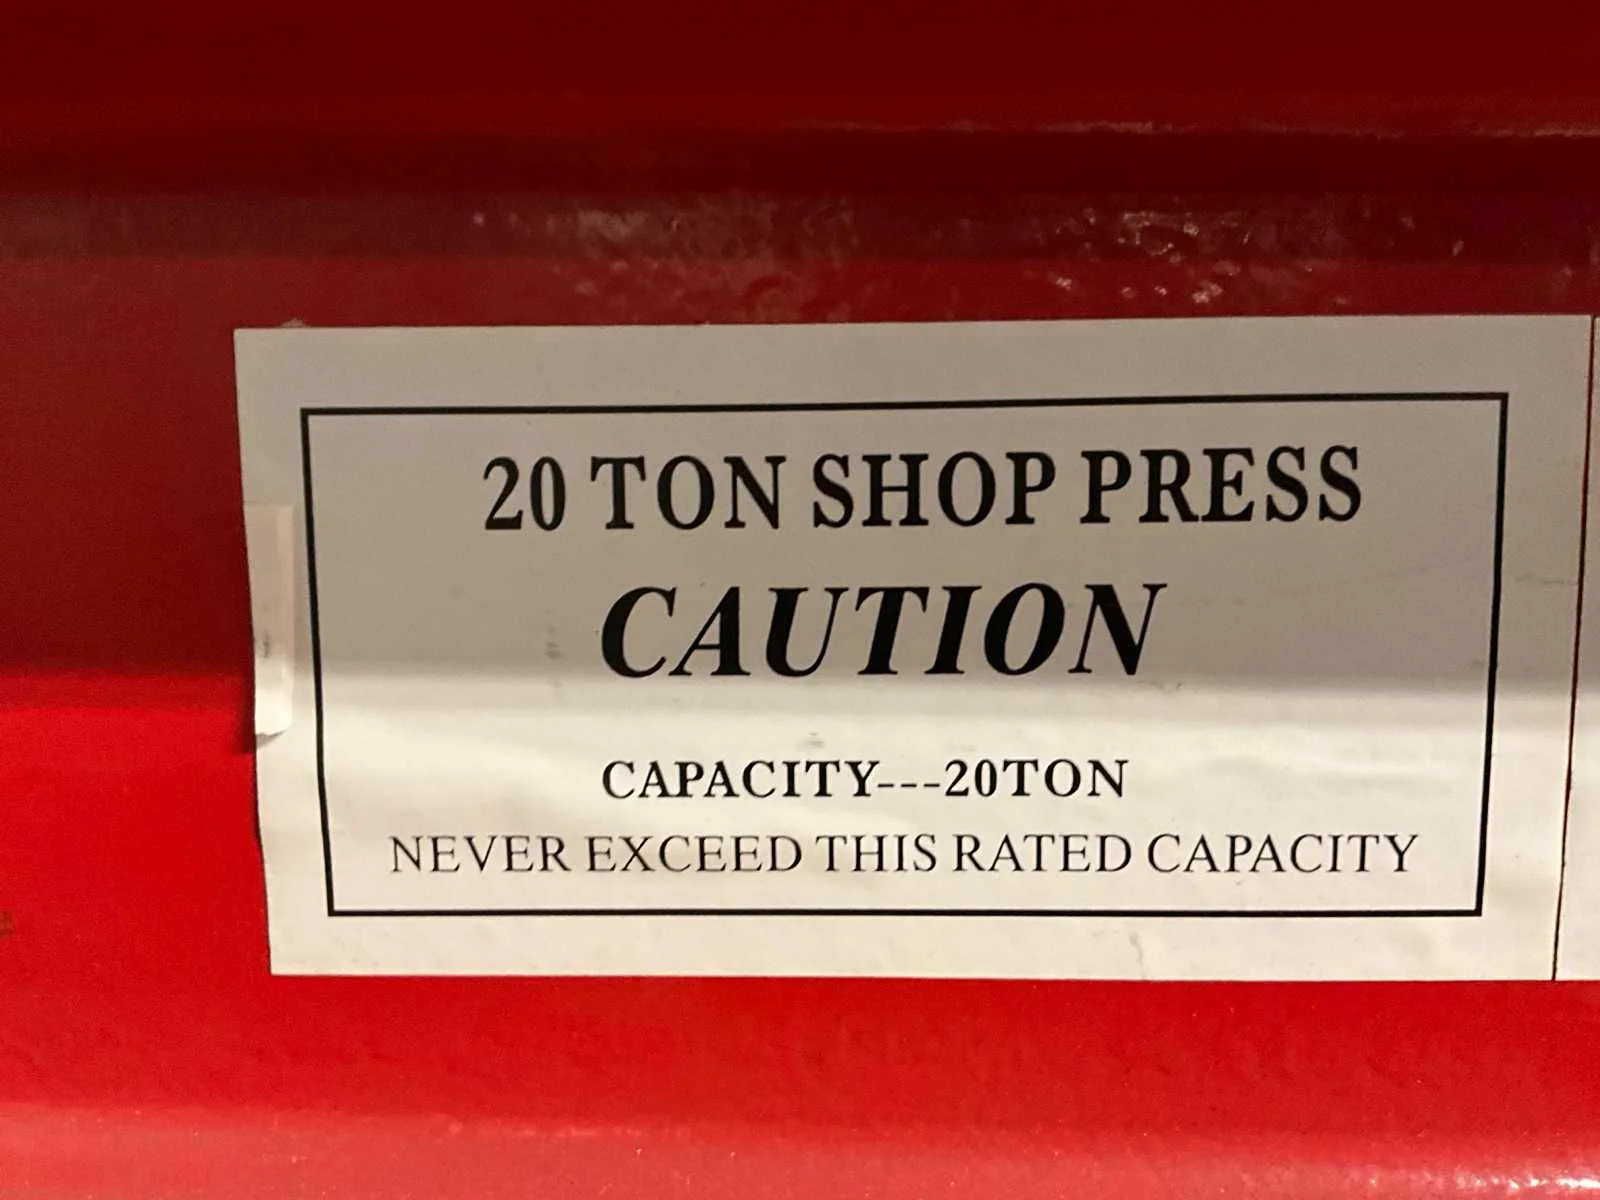 20 TON SHOP PRESS
CAUTION
CAPACITY---20TON
NEVER EXCEED THIS RATED CAPACITY